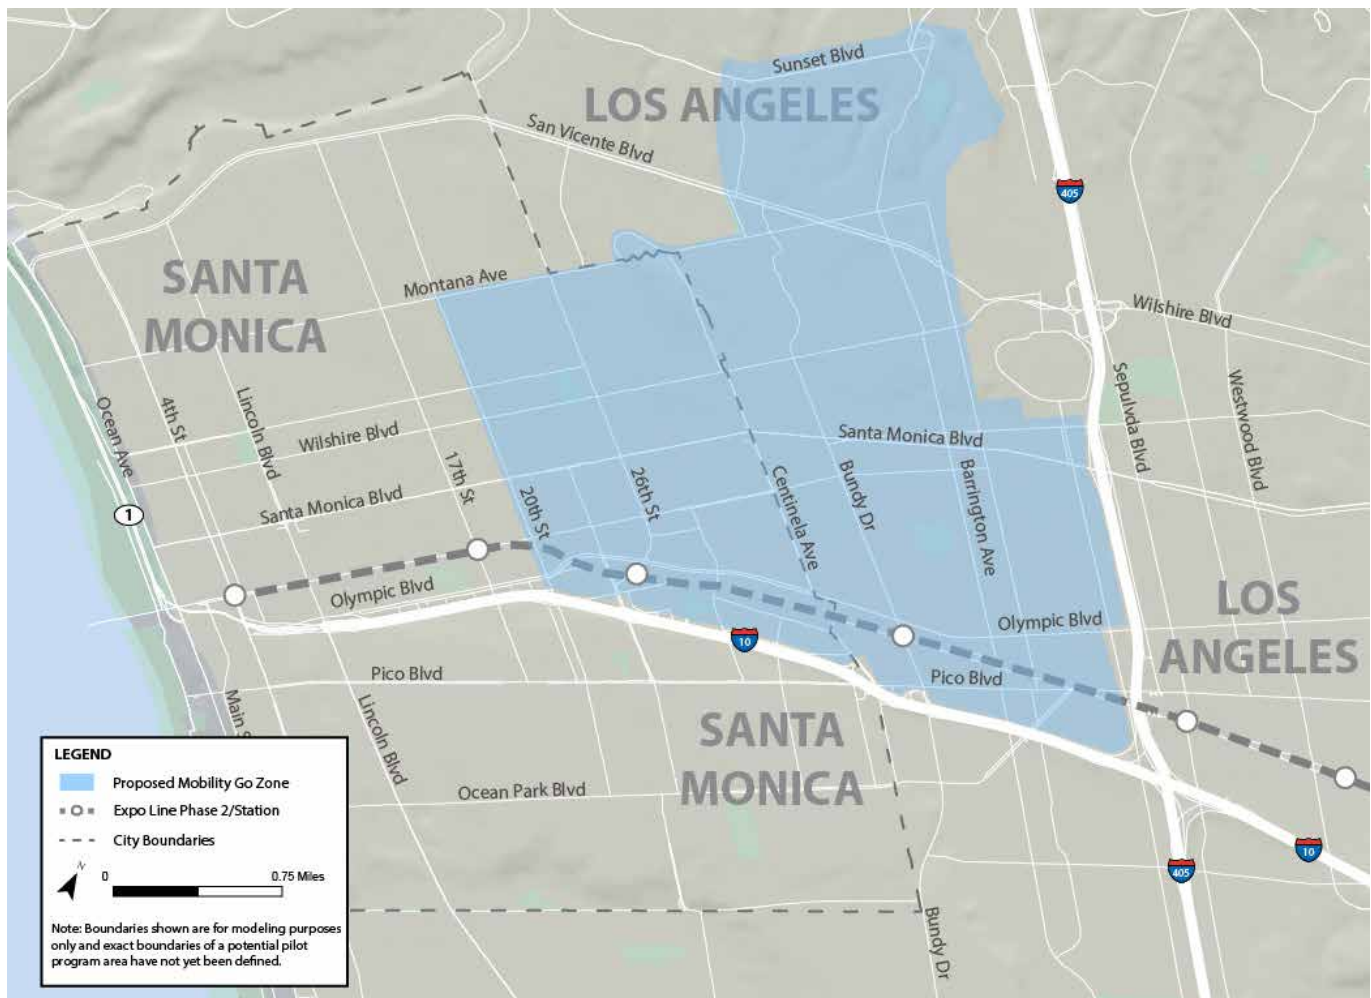 Sunset Blvd
LOS ANGELES
San Vicente Blvd
405
SANTA
MONICA
Montana Ave
Wilshire Blvd
Ocean Ave
4th St
Lincoln Blvd
Wilshire Blvd
Sepulvda Blvd
Westwood Blvd
Santa Monica Blvd
17th St
Santa Monica Blvd
20th St
26th St
Centinela Ave
Bundy Dr
Barrington Ave
1
Olympic Blvd
Olympic Blvd
LOS
ANGELES
10
Pico Blvd
Pico Blvd
Main S
Lincoln Blvd
SANTA
MONICA
Ocean Park Blvd
10
405
Bundy Dr
LEGEND
Proposed Mobility Go Zone
Expo Line Phase 2/Station
City Boundaries
N
0 0.75 Miles
Note: Boundaries shown are for modeling purposes
only and exact boundaries of a potential pilot
program area have not yet been defined.